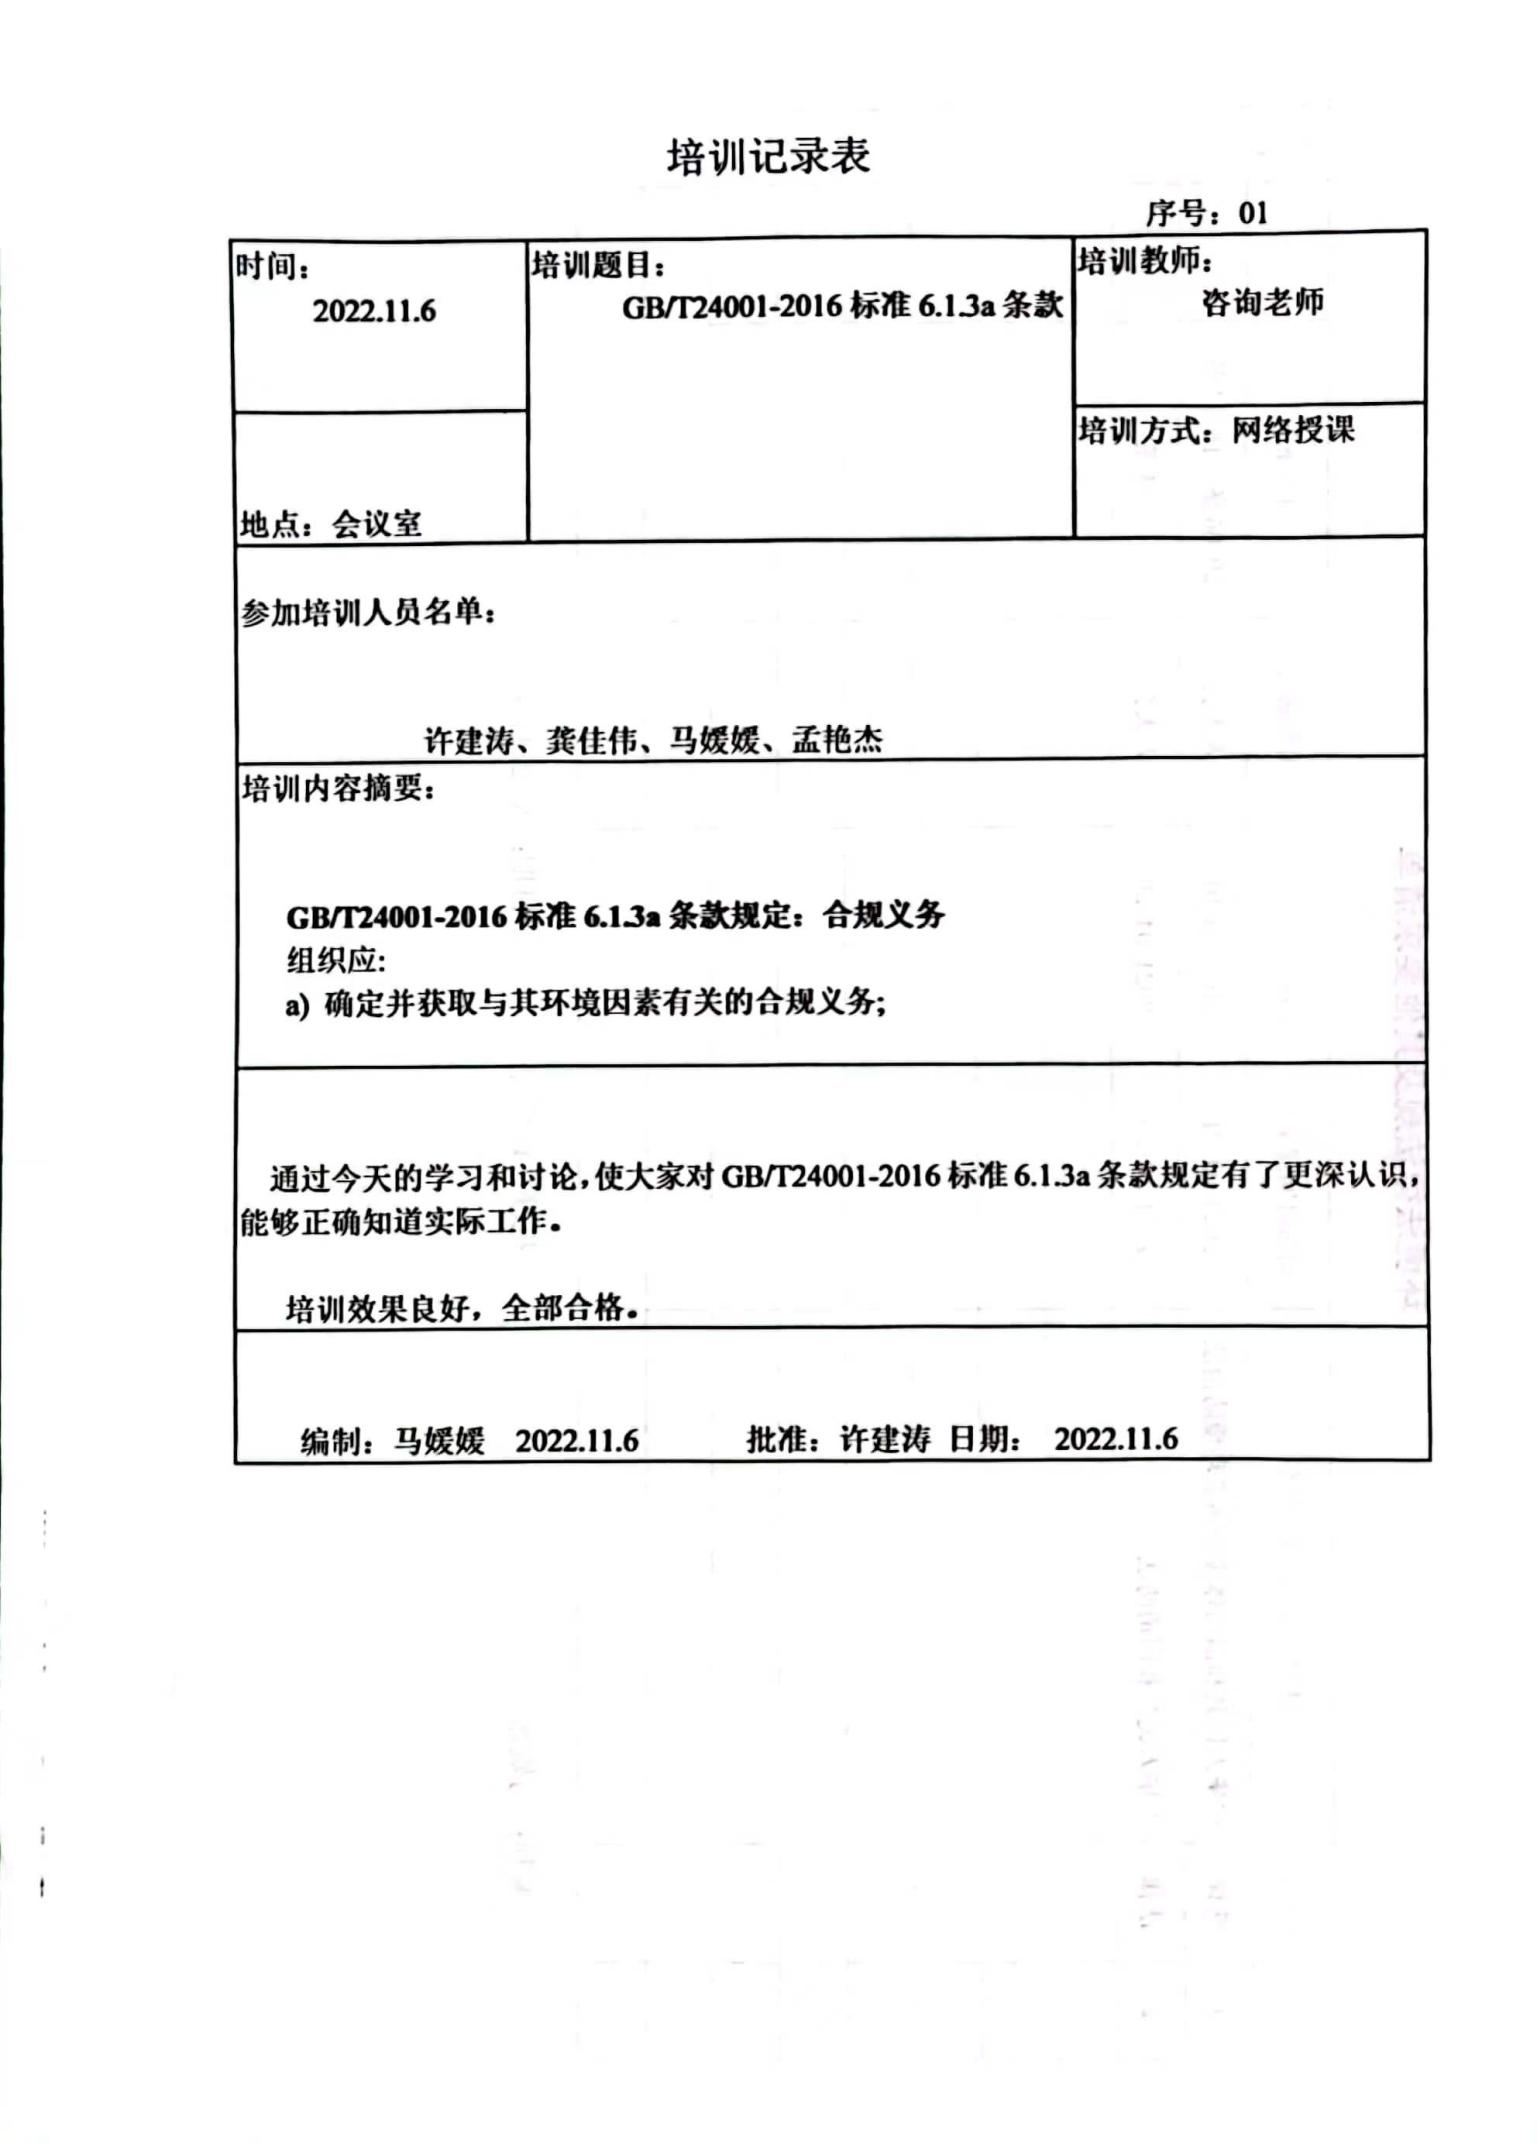 培训记录表
序号：01
时间：
2022.11.6
培训题目：
GB/T24001-2016 标准 6.1.3a 条款
培训教师：
咨询老师
培训方式：网络授课
地点：会议室
参加培训人员名单：
许建涛、龚佳伟、马媛媛、孟艳杰
培训内容摘要：
GB/T24001-2016 标准 6.1.3a 条款规定：合规义务
组织应:
a) 确定并获取与其环境因素有关的合规义务;
通过今天的学习和讨论,使大家对 GB/T24001-2016 标准 6.1.3a 条款规定有了更深认识,
能够正确知道实际工作。
培训效果良好，全部合格。
编制：马媛媛 2022.11.6 批准：许建涛 日期： 2022.11.6